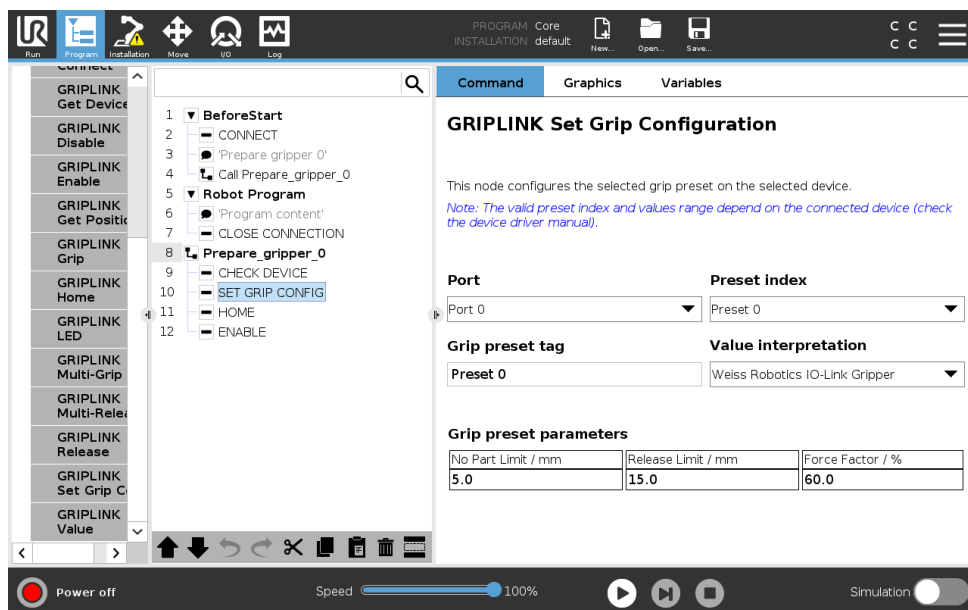 PROGRAM Core
INSTALLATION default
Run
Program
Installation
Move
I/O
Log
New...
Open...
Save...
C C
C C
GRIPLINK
Get Device
GRIPLINK
Disable
GRIPLINK
Enable
GRIPLINK
Get Positic
GRIPLINK
Grip
GRIPLINK
Home
GRIPLINK
LED
GRIPLINK
Multi-Grip
GRIPLINK
Multi-Relea
GRIPLINK
Release
GRIPLINK
Set Grip C
GRIPLINK
Value
1 BeforeStart
2 CONNECT
3 'Prepare gripper 0'
4 Call Prepare_gripper_0
5 Robot Program
6 'Program content'
7 CLOSE CONNECTION
8 Prepare_gripper_0
9 CHECK DEVICE
10 SET GRIP CONFIG
11 HOME
12 ENABLE
Command Graphics Variables
GRIPLINK Set Grip Configuration
This node configures the selected grip preset on the selected device.
Note: The valid preset index and values range depend on the connected device (check
the device driver manual).
Port Preset index
Port 0 Preset 0
Grip preset tag Value interpretation
Preset 0 Weiss Robotics IO-Link Gripper
Grip preset parameters
No Part Limit / mm Release Limit / mm Force Factor / %
5.0 15.0 60.0
Power off
Speed 100%
Simulation